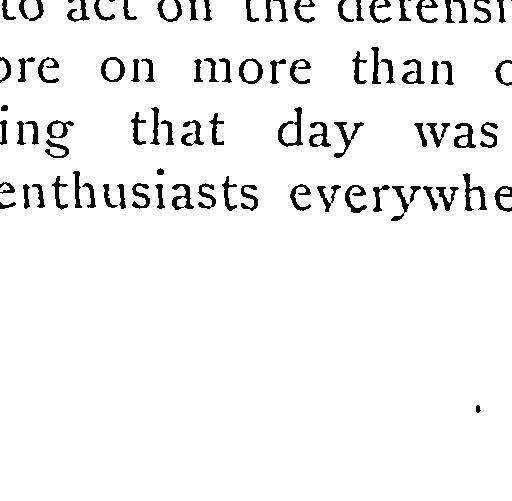 to act on the defensi
ore on more than o
ing that day was
enthusiasts everywhe